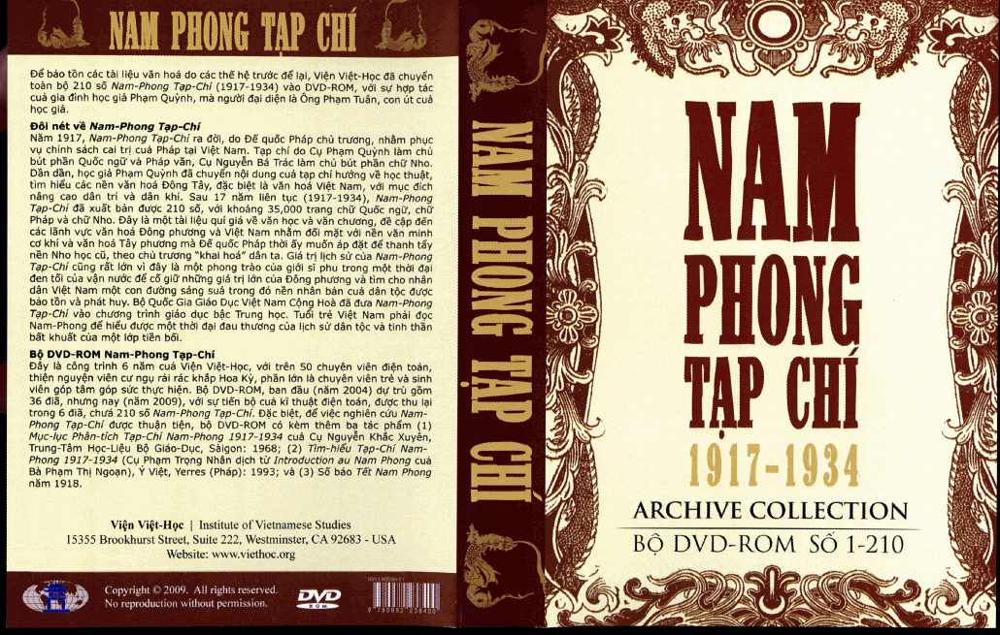 NAM PHONG TẠP CHÍ
Để bảo tồn các tài liệu văn hoá do các thế hệ trước để lại, Viện Việt-Học đã chuyển
toàn bộ 210 số Nam-Phong Tạp-Chí (1917-1934) vào DVD-ROM, với sự hợp tác
cuả gia đình học giả Phạm Quỳnh, mà người đại diện là Ông Phạm Tuân, con út cuả
học giả.
Đôi nét về Nam-Phong Tạp-Chí
Năm 1917, Nam-Phong Tạp-Chí ra đời, do Đế quốc Pháp chủ trương, nhằm phục
vụ chính sách cai trị cuả Pháp tại Việt Nam. Tạp chí do Cụ Phạm Quỳnh làm chủ
bút phần Quốc ngữ và Pháp văn, Cụ Nguyễn Bá Trác làm chủ bút phần chữ Nho.
Dần dần, học giả Phạm Quỳnh đã chuyển nội dung cuả tạp chí hướng về học thuật,
tìm hiểu các nền văn hoá Đông Tây, đặc biệt là văn hoá Việt Nam, với mục đích
nâng cao dân trí và dân khí. Sau 17 năm liên tục (1917-1934), Nam-Phong
Tạp-Chí đã xuất bản được 210 số, với khoảng 35,000 trang chữ Quốc ngữ, chữ
Pháp và chữ Nho. Đây là một tài liệu quí giá về văn học và văn chương, đề cập đến
các lãnh vực văn hoá Đông phương và Việt Nam nhằm đối mặt với nền văn minh
cơ khí và văn hoá Tây phương mà Đế quốc Pháp thời ấy muốn áp đặt để thanh tẩy
nền Nho học cũ, theo chủ trương "khai hoá" dân ta. Giá trị lịch sử của Nam-Phong
Tạp-Chí cũng rất lớn vì đây là một phong trào của giới sĩ phu trong một thời đại
đen tối của vận nước để cố giữ những giá trị lớn của Đông phương và tìm cho nhân
dân Việt Nam một con đường sáng suả trong đó nền nhân bản cuả dân tộc được
bảo tồn và phát huy. Bộ Quốc Gia Giáo Dục Việt Nam Cộng Hoà đã đưa Nam-Phong
Tạp-Chí vào chương trình giáo dục bậc Trung học. Tuổi trẻ Việt Nam phải đọc
Nam-Phong để hiểu được một thời đại đau thương của lịch sử dân tộc và tinh thần
bất khuất của một lớp tiền bối.
Bộ DVD-ROM Nam-Phong Tạp-Chí
Đây là công trình 6 năm cuả Viện Việt-Học, với trên 50 chuyên viên điện toán,
thiện nguyện viên cư ngụ rải rác khắp Hoa Kỳ, phần lớn là chuyên viên trẻ và sinh
viên góp tấm góp sức thực hiện. Bộ DVD-ROM, ban đầu (năm 2004) dự trù gồm
36 điã, nhưng nay (năm 2009), với sự tiến bộ cuả kĩ thuật điện toán, được thu lại
trong 6 điã, chưá 210 số Nam-Phong Tạp-Chí. Đặc biệt, để việc nghiên cứu Nam-
Phong Tạp-Chí được thuận tiện, bộ DVD-ROM có kèm thêm ba tác phẩm (1)
Mục-lục Phân-tích Tạp-Chí Nam-Phong 1917-1934 cuả Cụ Nguyễn Khắc Xuyên,
Trung-Tâm Học-Liệu Bộ Giáo-Dục, Sàigon: 1968; (2) Tìm-hiểu Tạp-Chí Nam-
Phong 1917-1934 (Cụ Phạm Trọng Nhân dịch từ Introduction au Nam Phong cuả
Bà Phạm Thị Ngoạn), Ý Việt, Yerres (Pháp): 1993; và (3) Số báo Tết Nam Phong
năm 1918.
Viện Việt-Học | Institute of Vietnamese Studies
15355 Brookhurst Street, Suite 222, Westminster, CA 92683 - USA
Website: www.viethoc.org
Copyright © 2009. All rights reserved.
No reproduction without permission.
DVD
ROM
NAM PHONG TẠP CHÍ
NAM
PHONG
TẠP CHÍ
1917-1934
ARCHIVE COLLECTION
BỘ DVD-ROM SỐ 1-210